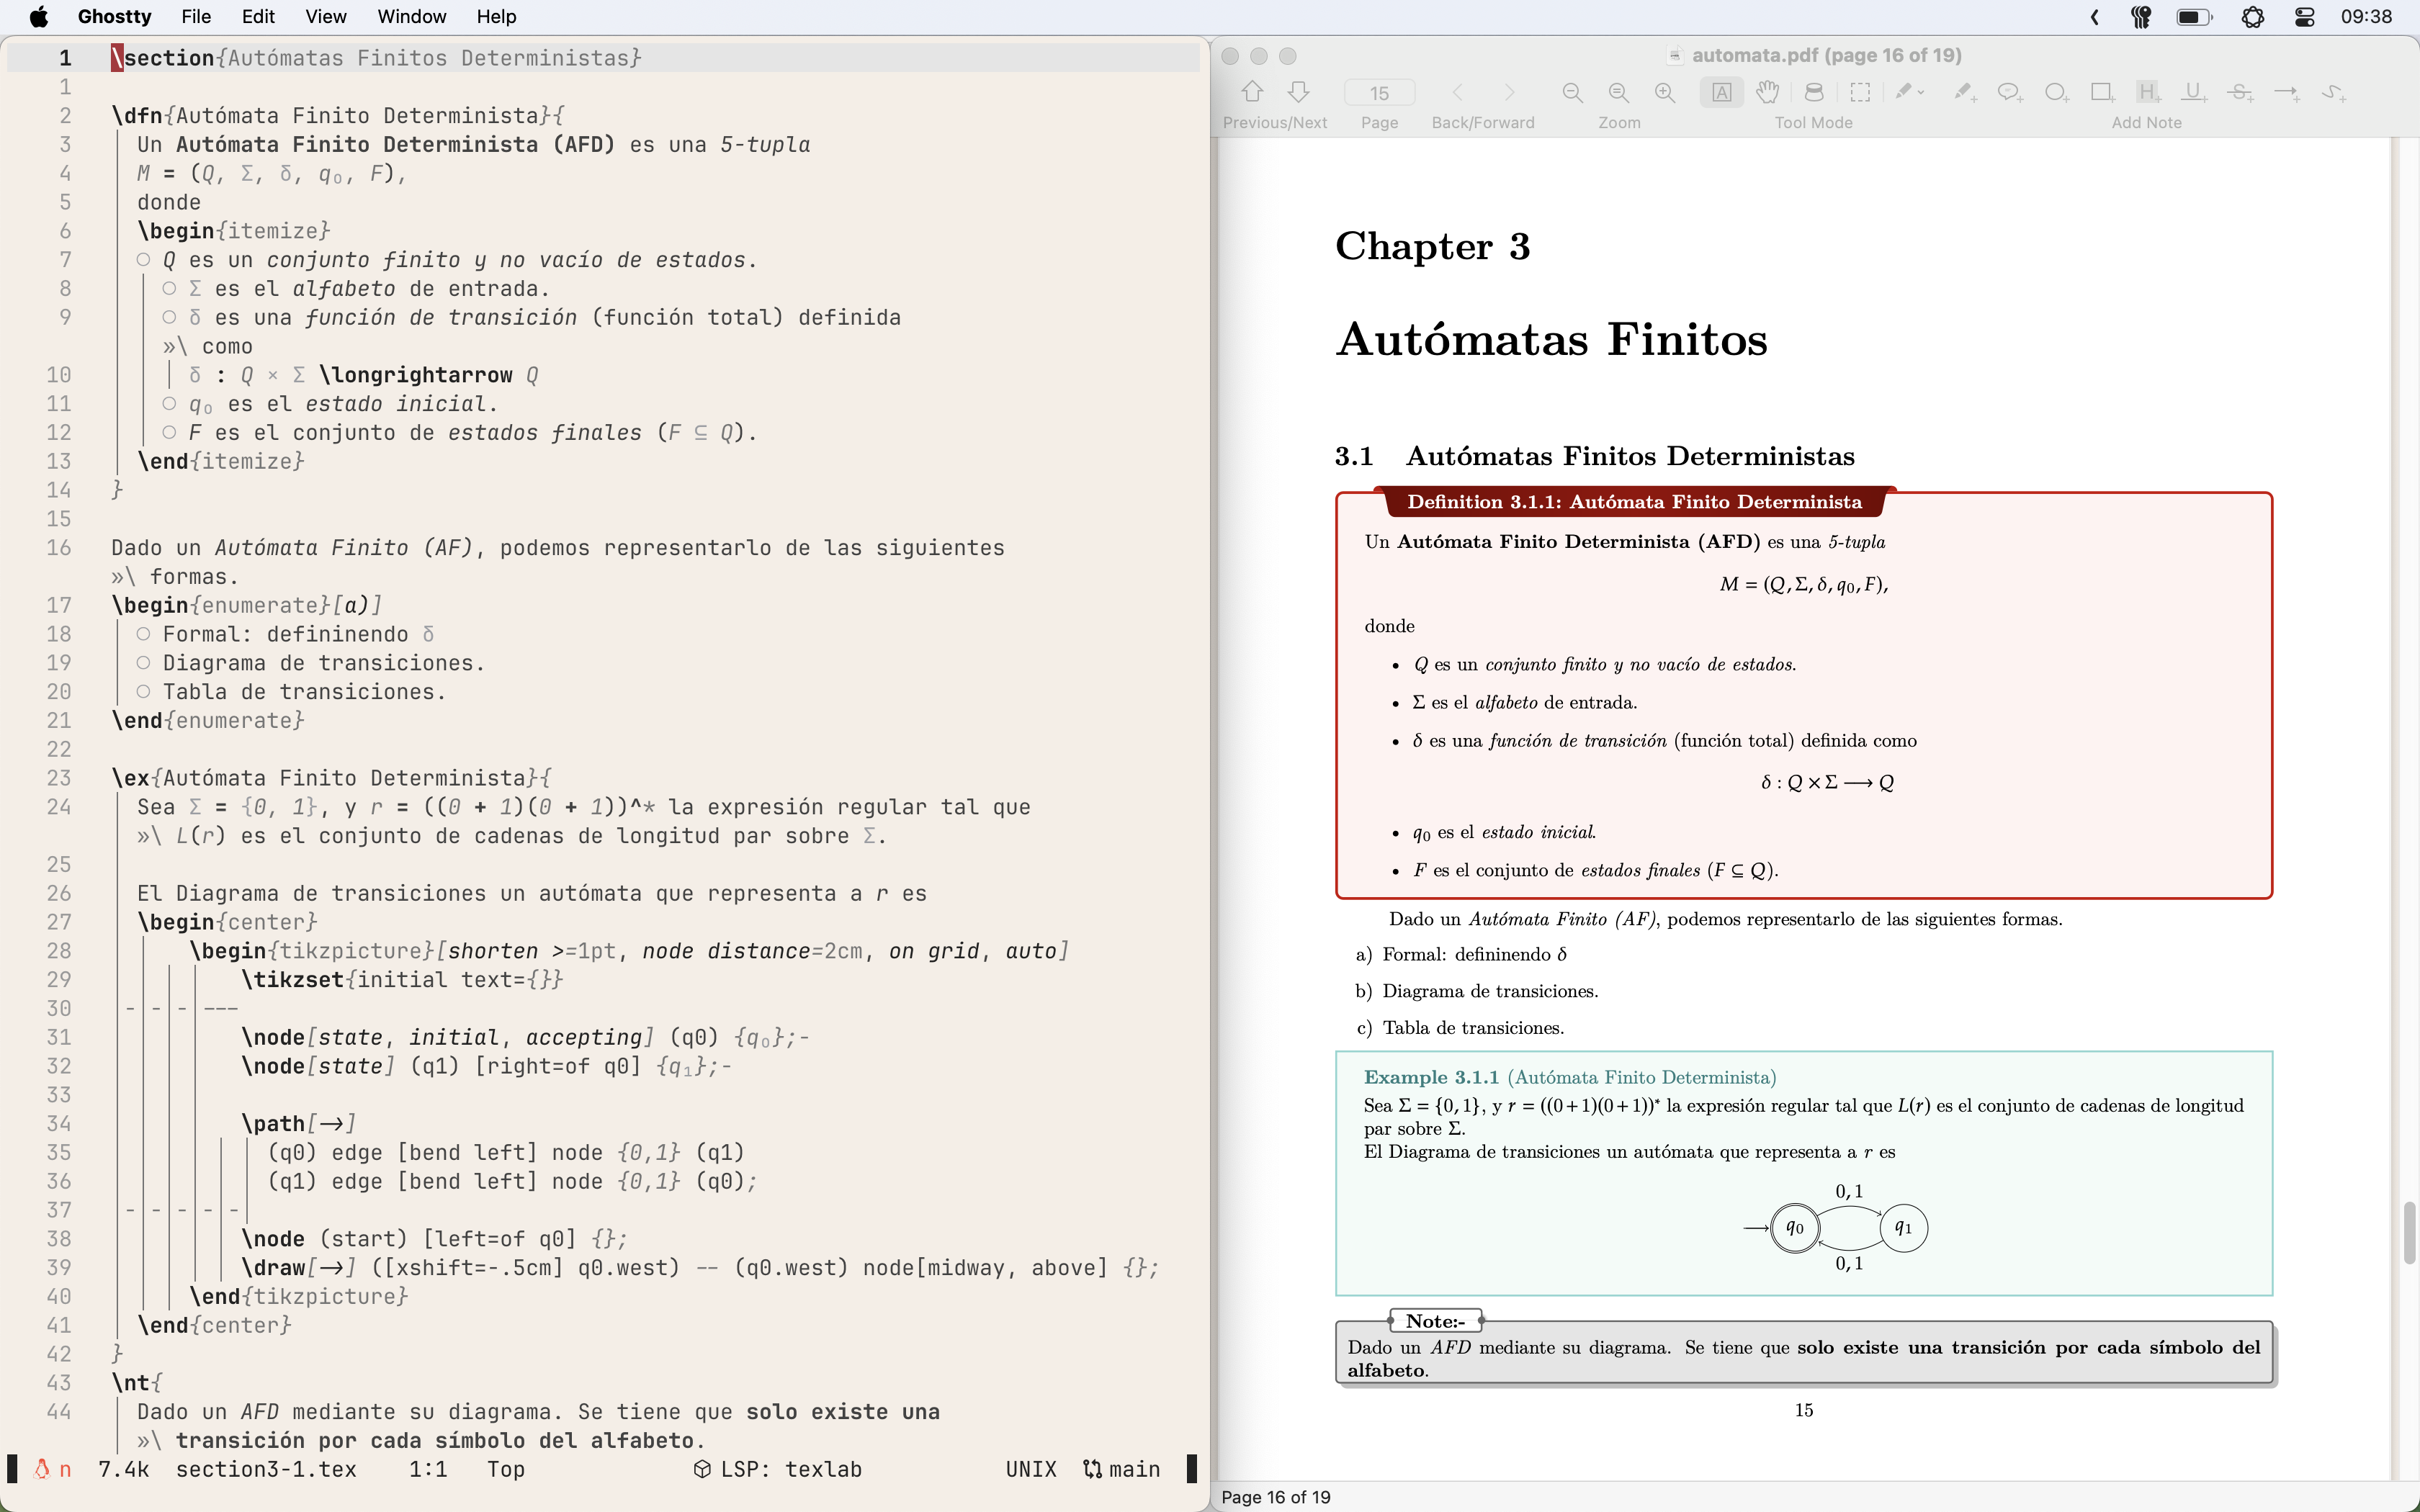 Ghostty File Edit View Window Help 09:38
1 \section{Autómatas Finitos Deterministas}
1
2 \dfn{Autómata Finito Determinista}{
3 Un Autómata Finito Determinista (AFD) es una 5-tupla
4 M = (Q, Σ, δ, q₀, F),
5 donde
6 \begin{itemize}
7 ○ Q es un conjunto finito y no vacío de estados.
8 ○ Σ es el alfabeto de entrada.
9 ○ δ es una función de transición (función total) definida
»\ como
10 δ : Q × Σ \longrightarrow Q
11 ○ q₀ es el estado inicial.
12 ○ F es el conjunto de estados finales (F ⊆ Q).
13 \end{itemize}
14 }
15
16 Dado un Autómata Finito (AF), podemos representarlo de las siguientes
»\ formas.
17 \begin{enumerate}[a)]
18 ○ Formal: defininendo δ
19 ○ Diagrama de transiciones.
20 ○ Tabla de transiciones.
21 \end{enumerate}
22
23 \ex{Autómata Finito Determinista}{
24 Sea Σ = {0, 1}, y r = ((0 + 1)(0 + 1))^* la expresión regular tal que
»\ L(r) es el conjunto de cadenas de longitud par sobre Σ.
25
26 El Diagrama de transiciones un autómata que representa a r es
27 \begin{center}
28 \begin{tikzpicture}[shorten >=1pt, node distance=2cm, on grid, auto]
29 \tikzset{initial text={}}
30 - - - ---
31 \node[state, initial, accepting] (q0) {q₀};-
32 \node[state] (q1) [right=of q0] {q₁};-
33
34 \path[->]
35 (q0) edge [bend left] node {0,1} (q1)
36 (q1) edge [bend left] node {0,1} (q0);
37 - - - - -
38 \node (start) [left=of q0] {};
39 \draw[->] ([xshift=-.5cm] q0.west) -- (q0.west) node[midway, above] {};
40 \end{tikzpicture}
41 \end{center}
42 }
43 \nt{
44 Dado un AFD mediante su diagrama. Se tiene que solo existe una
»\ transición por cada símbolo del alfabeto.
n 7.4k section3-1.tex 1:1 Top LSP: texlab UNIX main
automata.pdf (page 16 of 19)
15
Previous/Next Page Back/Forward Zoom Tool Mode Add Note
Chapter 3
Autómatas Finitos
3.1 Autómatas Finitos Deterministas
Definition 3.1.1: Autómata Finito Determinista
Un Autómata Finito Determinista (AFD) es una 5-tupla
M = (Q, Σ, δ, q₀, F),
donde
• Q es un conjunto finito y no vacío de estados.
• Σ es el alfabeto de entrada.
• δ es una función de transición (función total) definida como
δ : Q × Σ ⟶ Q
• q₀ es el estado inicial.
• F es el conjunto de estados finales (F ⊆ Q).
Dado un Autómata Finito (AF), podemos representarlo de las siguientes formas.
a) Formal: defininendo δ
b) Diagrama de transiciones.
c) Tabla de transiciones.
Example 3.1.1 (Autómata Finito Determinista)
Sea Σ = {0, 1}, y r = ((0+1)(0+1))* la expresión regular tal que L(r) es el conjunto de cadenas de longitud
par sobre Σ.
El Diagrama de transiciones un autómata que representa a r es
0, 1
q₀ q₁
0, 1
Note:-
Dado un AFD mediante su diagrama. Se tiene que solo existe una transición por cada símbolo del
alfabeto.
15
Page 16 of 19